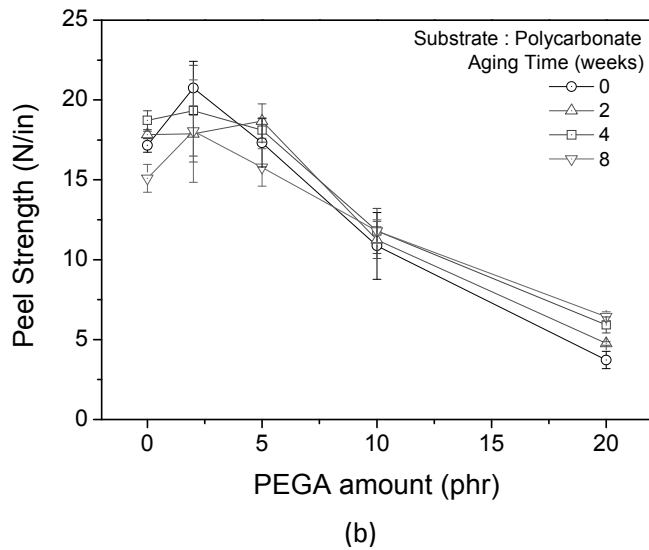 Substrate : Polycarbonate
Aging Time (weeks)
0
2
4
8
25
20
15
10
5
0
Peel Strength (N/in)
0 5 10 15 20
PEGA amount (phr)
(b)